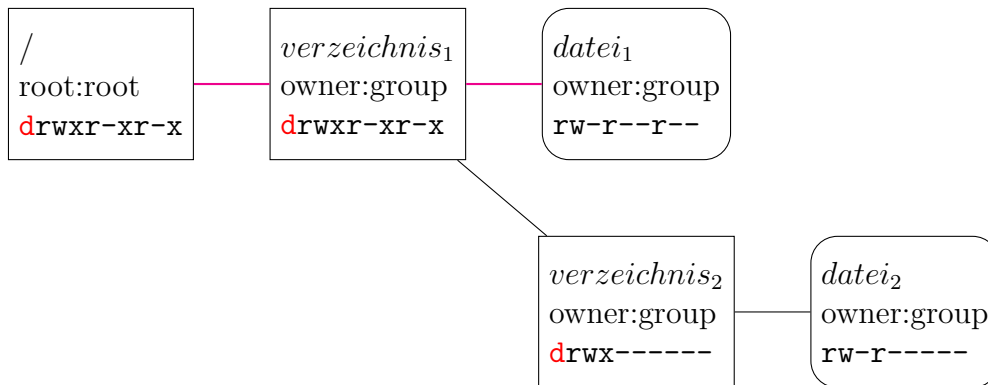 /
root:root
drwxr-xr-x
verzeichnis₁
owner:group
drwxr-xr-x
datei₁
owner:group
rw-r--r--
verzeichnis₂
owner:group
drwx------
datei₂
owner:group
rw-r-----